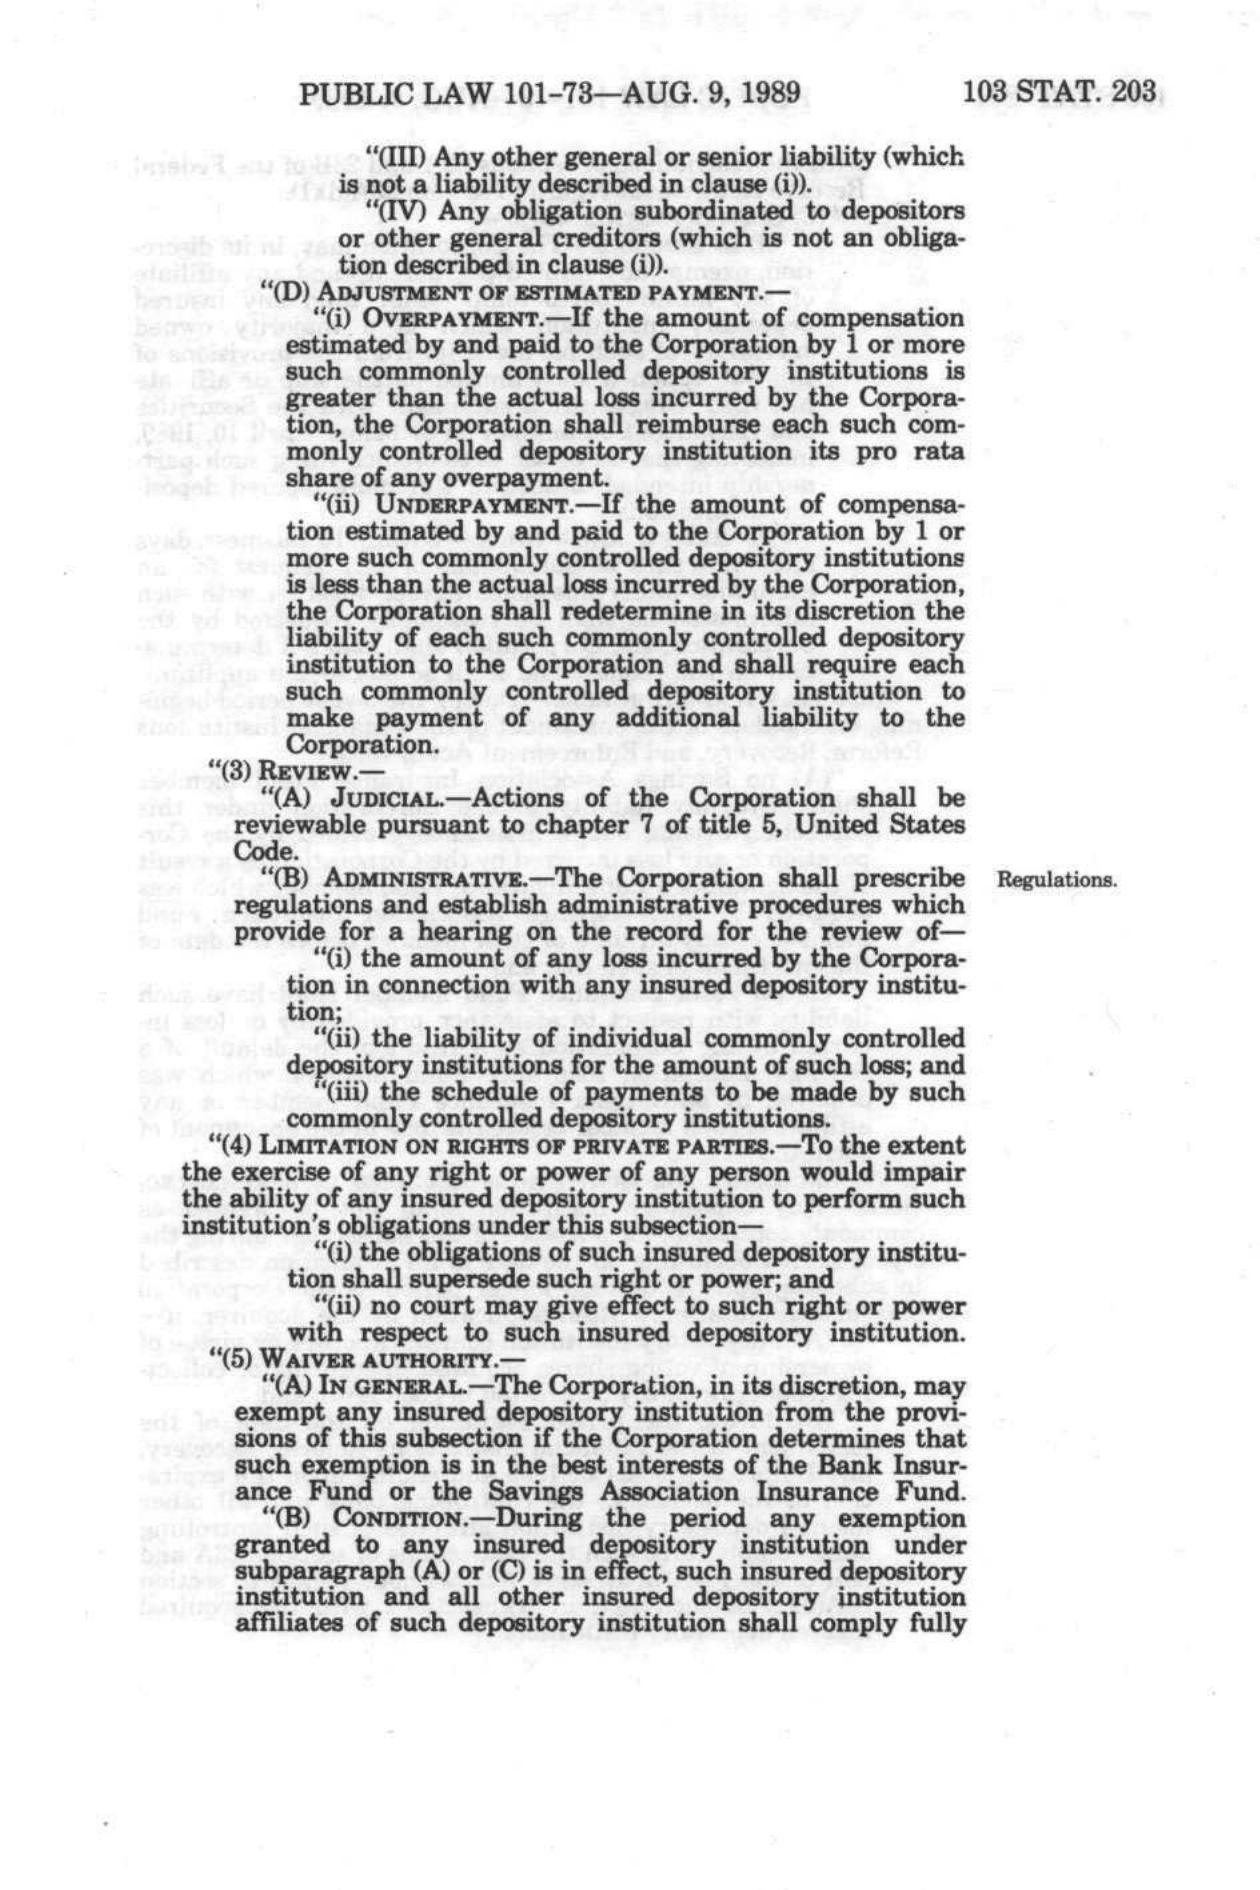 PUBLIC LAW 101-73—AUG. 9, 1989 103 STAT. 203
"(III) Any other general or senior liability (which
is not a liability described in clause (i)).
"(IV) Any obligation subordinated to depositors
or other general creditors (which is not an obliga-
tion described in clause (i)).
"(D) ADJUSTMENT OF ESTIMATED PAYMENT.—
"(i) OVERPAYMENT.—If the amount of compensation
estimated by and paid to the Corporation by 1 or more
such commonly controlled depository institutions is
greater than the actual loss incurred by the Corpora-
tion, the Corporation shall reimburse each such com-
monly controlled depository institution its pro rata
share of any overpayment.
"(ii) UNDERPAYMENT.—If the amount of compensa-
tion estimated by and paid to the Corporation by 1 or
more such commonly controlled depository institutions
is less than the actual loss incurred by the Corporation,
the Corporation shall redetermine in its discretion the
liability of each such commonly controlled depository
institution to the Corporation and shall require each
such commonly controlled depository institution to
make payment of any additional liability to the
Corporation.
"(3) REVIEW.—
"(A) JUDICIAL.—Actions of the Corporation shall be
reviewable pursuant to chapter 7 of title 5, United States
Code.
"(B) ADMINISTRATIVE.—The Corporation shall prescribe Regulations.
regulations and establish administrative procedures which
provide for a hearing on the record for the review of—
"(i) the amount of any loss incurred by the Corpora-
tion in connection with any insured depository institu-
tion;
"(ii) the liability of individual commonly controlled
depository institutions for the amount of such loss; and
"(iii) the schedule of payments to be made by such
commonly controlled depository institutions.
"(4) LIMITATION ON RIGHTS OF PRIVATE PARTIES.—To the extent
the exercise of any right or power of any person would impair
the ability of any insured depository institution to perform such
institution's obligations under this subsection—
"(i) the obligations of such insured depository institu-
tion shall supersede such right or power; and
"(ii) no court may give effect to such right or power
with respect to such insured depository institution.
"(5) WAIVER AUTHORITY.—
"(A) IN GENERAL.—The Corporation, in its discretion, may
exempt any insured depository institution from the provi-
sions of this subsection if the Corporation determines that
such exemption is in the best interests of the Bank Insur-
ance Fund or the Savings Association Insurance Fund.
"(B) CONDITION.—During the period any exemption
granted to any insured depository institution under
subparagraph (A) or (C) is in effect, such insured depository
institution and all other insured depository institution
affiliates of such depository institution shall comply fully